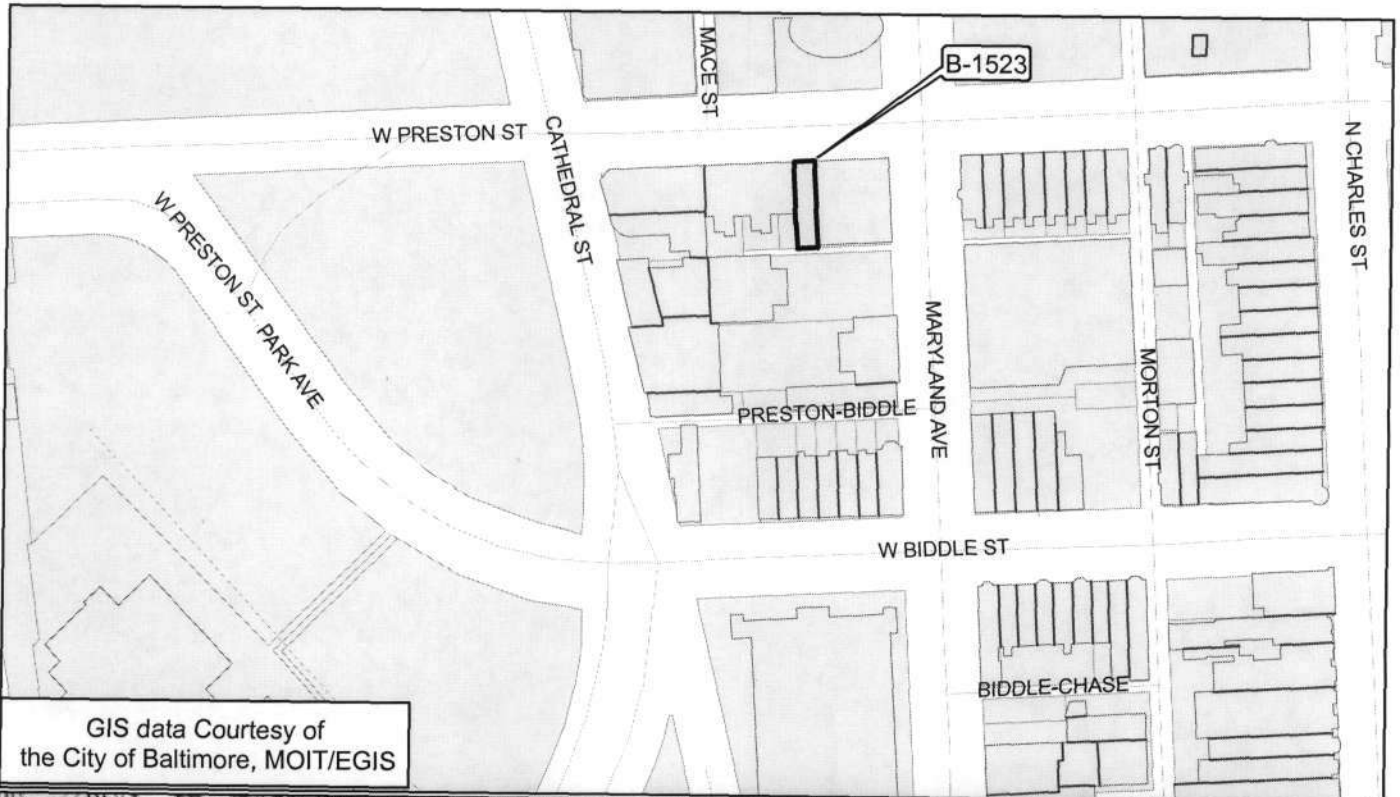 MACE ST
B-1523
W PRESTON ST
CATHEDRAL ST
N CHARLES ST
W PRESTON ST PARK AVE
MARYLAND AVE
MORTON ST
PRESTON-BIDDLE
W BIDDLE ST
BIDDLE-CHASE
GIS data Courtesy of
the City of Baltimore, MOIT/EGIS